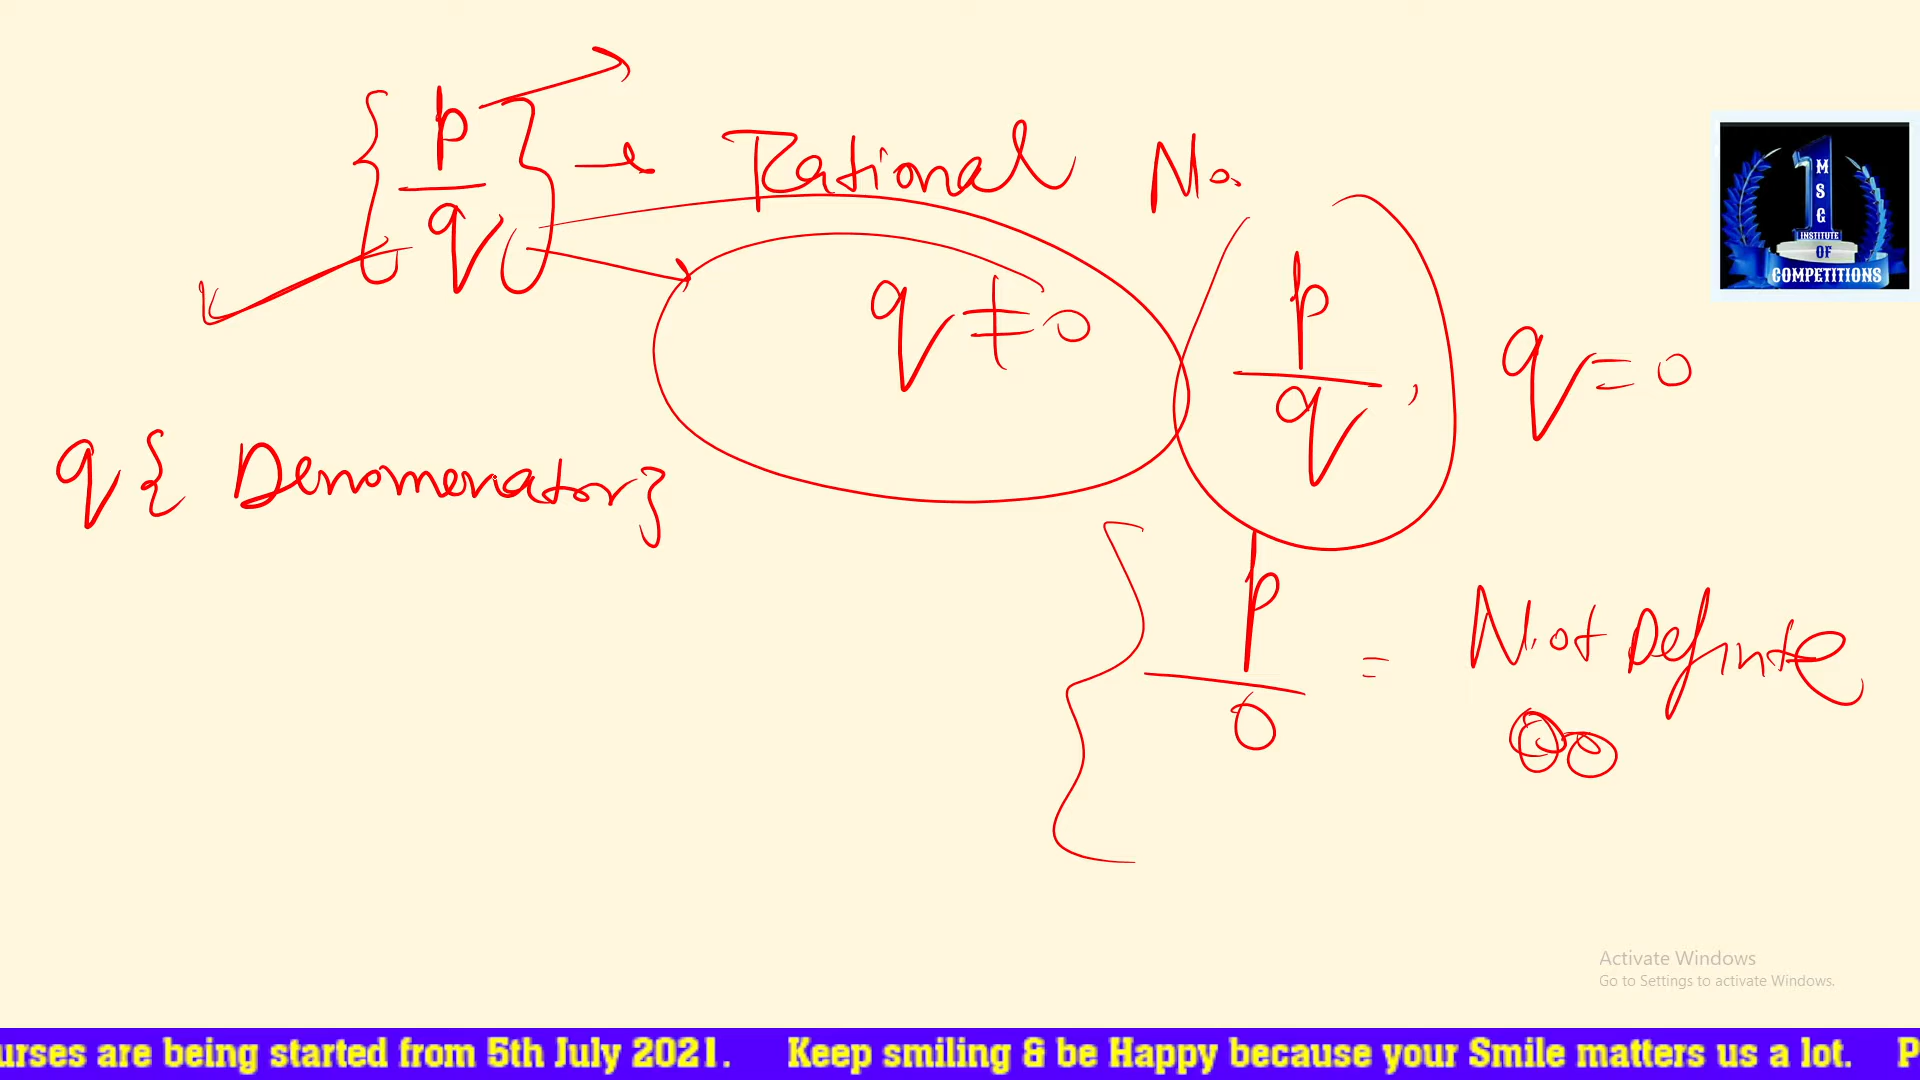 {p/q} → Rational No.
q ≠ 0
p/q, q = 0
q { Denomenator}
p/0 = Not Definite
∞
M
S
G
INSTITUTE
OF
COMPETITIONS
Activate Windows
Go to Settings to activate Windows.
urses are being started from 5th July 2021. Keep smiling & be Happy because your Smile matters us a lot. P